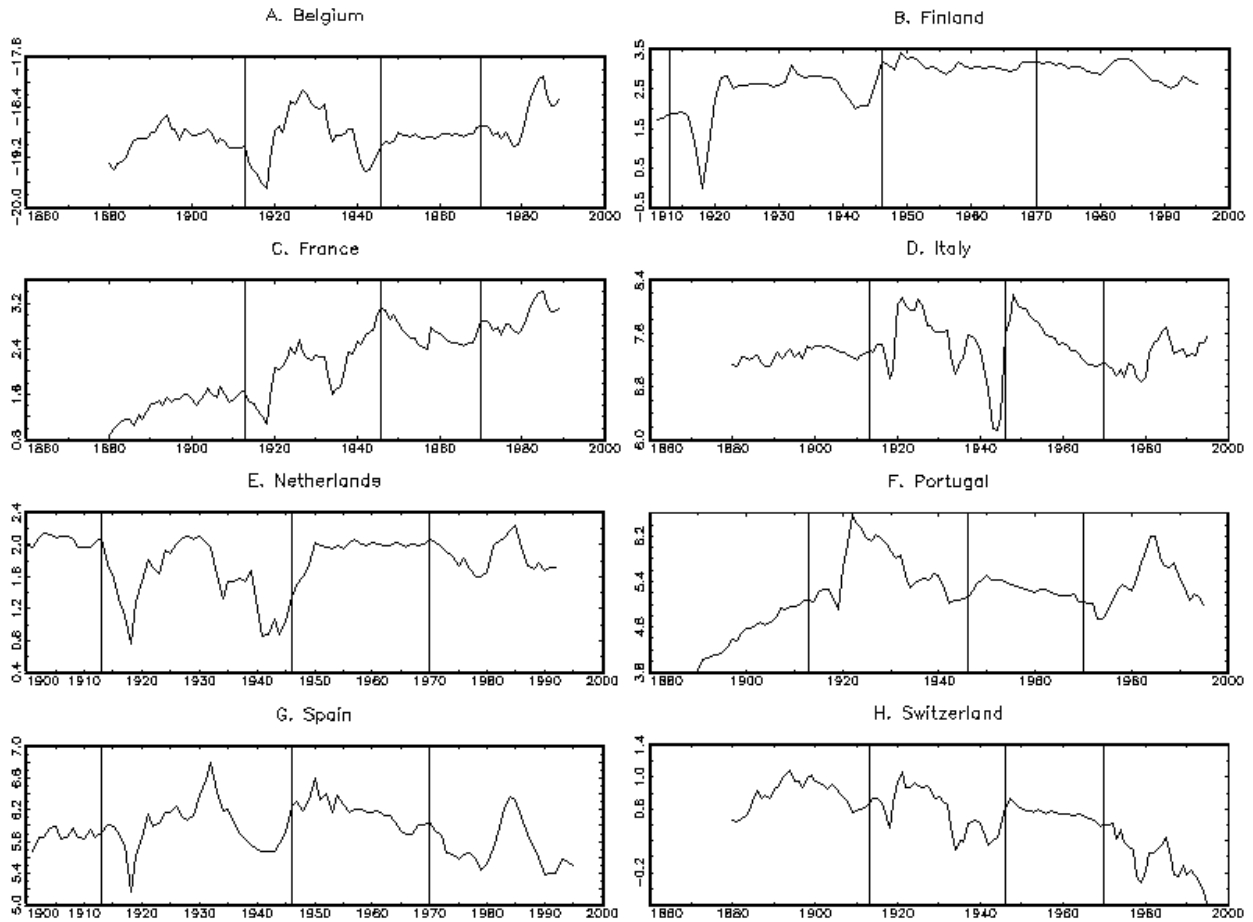 A. Belgium
-17.6
-18.4
-19.2
-20.0
1860 1880 1900 1920 1940 1960 1980 2000
B. Finland
3.5
2.5
1.5
0.5
-0.5
1910 1920 1930 1940 1950 1960 1970 1980 1990 2000
C. France
3.2
2.4
1.6
0.8
1860 1880 1900 1920 1940 1960 1980 2000
D. Italy
8.4
7.6
6.8
6.0
1860 1880 1900 1920 1940 1960 1980 2000
E. Netherlands
2.4
2.0
1.6
1.2
0.8
0.4
1900 1910 1920 1930 1940 1950 1960 1970 1980 1990 2000
F. Portugal
6.2
5.4
4.6
3.8
1880 1900 1920 1940 1960 1980 2000
G. Spain
7.0
6.6
6.2
5.8
5.4
5.0
1900 1910 1920 1930 1940 1950 1960 1970 1980 1990 2000
H. Switzerland
1.4
1.0
0.6
-0.2
1860 1880 1900 1920 1940 1960 1980 2000